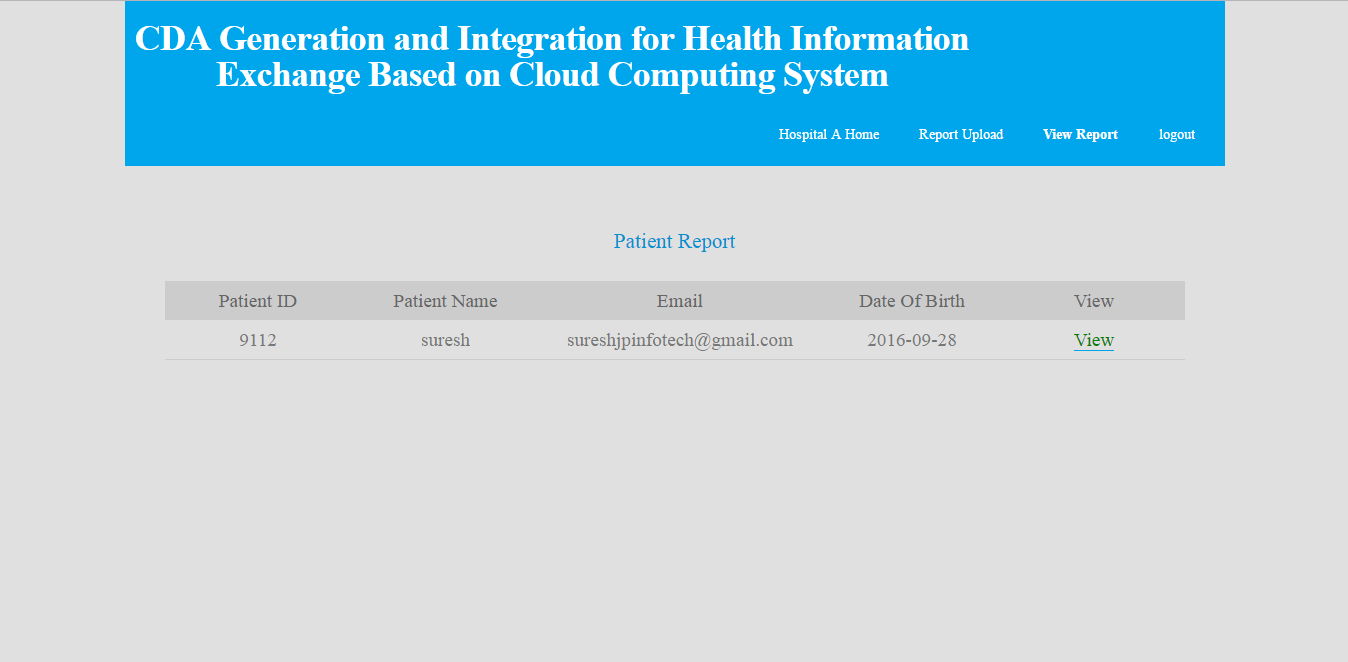 CDA Generation and Integration for Health Information
Exchange Based on Cloud Computing System
Hospital A Home Report Upload View Report logout
Patient Report
Patient ID Patient Name Email Date Of Birth View
9112 suresh sureshjpinfotech@gmail.com 2016-09-28 View